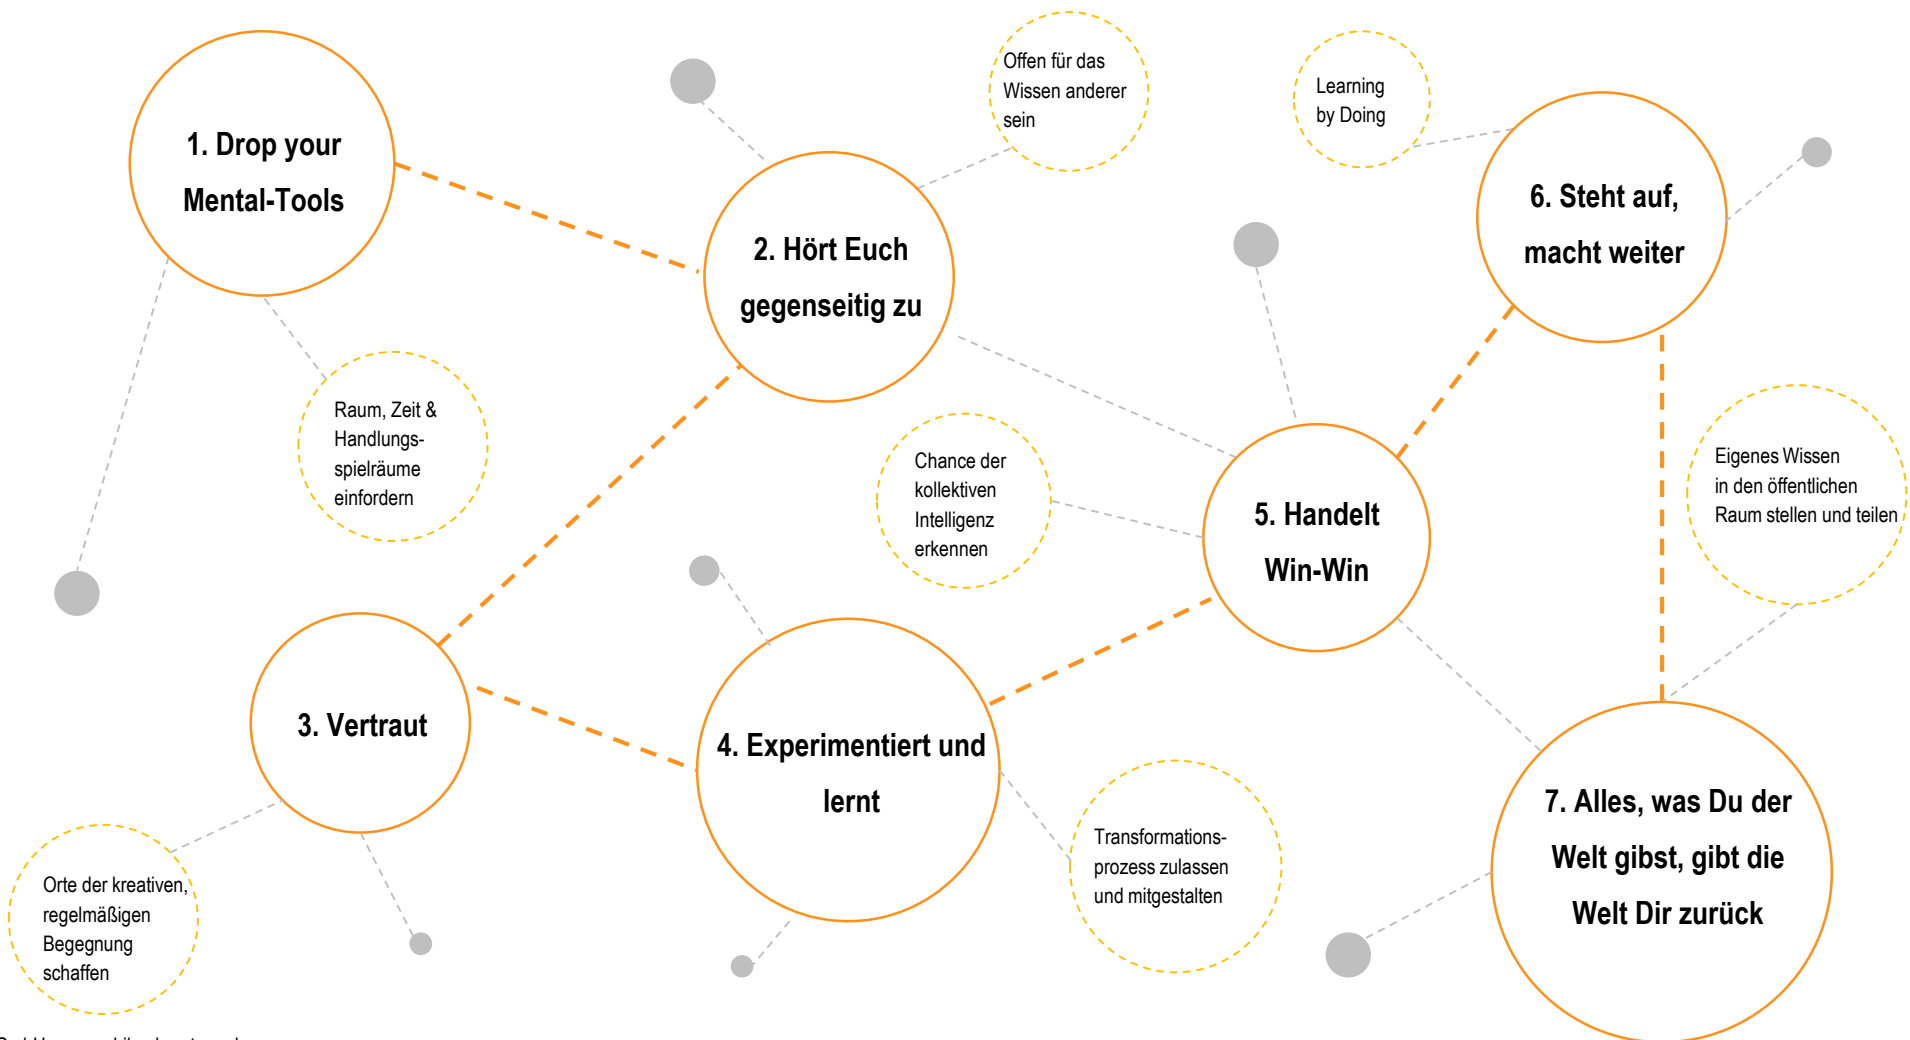 1. Drop your
Mental-Tools
Raum, Zeit &
Handlungs-
spielräume
einfordern
2. Hört Euch
gegenseitig zu
Offen für das
Wissen anderer
sein
3. Vertraut
Orte der kreativen,
regelmäßigen
Begegnung
schaffen
4. Experimentiert und
lernt
Transformations-
prozess zulassen
und mitgestalten
5. Handelt
Win-Win
Chance der
kollektiven
Intelligenz
erkennen
6. Steht auf,
macht weiter
Learning
by Doing
7. Alles, was Du der
Welt gibst, gibt die
Welt Dir zurück
Eigenes Wissen
in den öffentlichen
Raum stellen und teilen